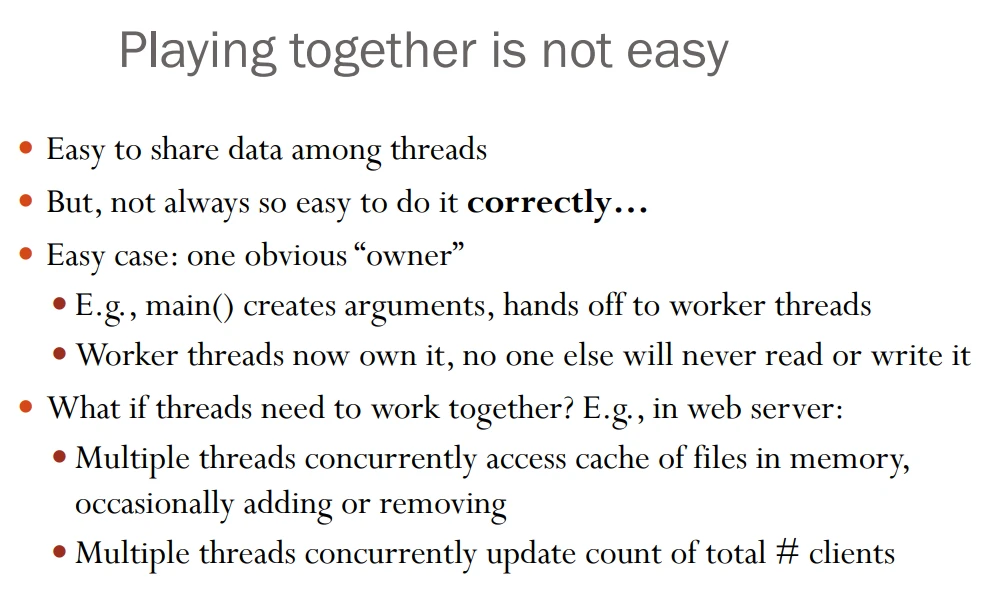 Playing together is not easy
• Easy to share data among threads
• But, not always so easy to do it correctly…
• Easy case: one obvious “owner”
• E.g., main() creates arguments, hands off to worker threads
• Worker threads now own it, no one else will never read or write it
• What if threads need to work together? E.g., in web server:
• Multiple threads concurrently access cache of files in memory,
occasionally adding or removing
• Multiple threads concurrently update count of total # clients